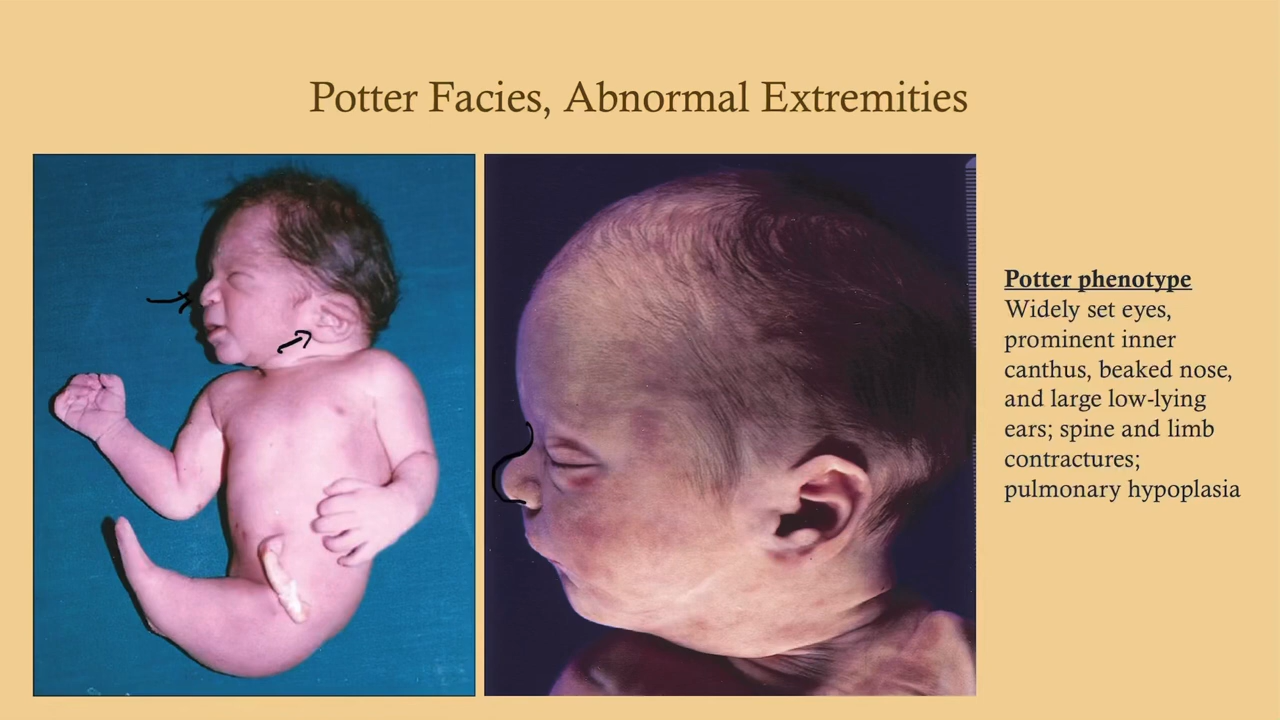 Potter Facies, Abnormal Extremities
Potter phenotype
Widely set eyes,
prominent inner
canthus, beaked nose,
and large low-lying
ears; spine and limb
contractures;
pulmonary hypoplasia